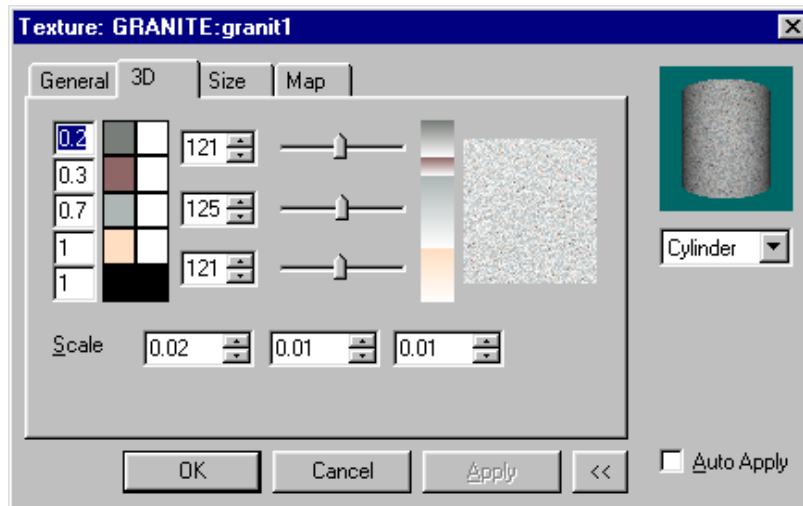 Texture: GRANITE:granit1
General 3D Size Map
0.2
121
0.3
0.7
125
1
121
1
Cylinder
Scale 0.02 0.01 0.01
OK Cancel Apply <<
Auto Apply